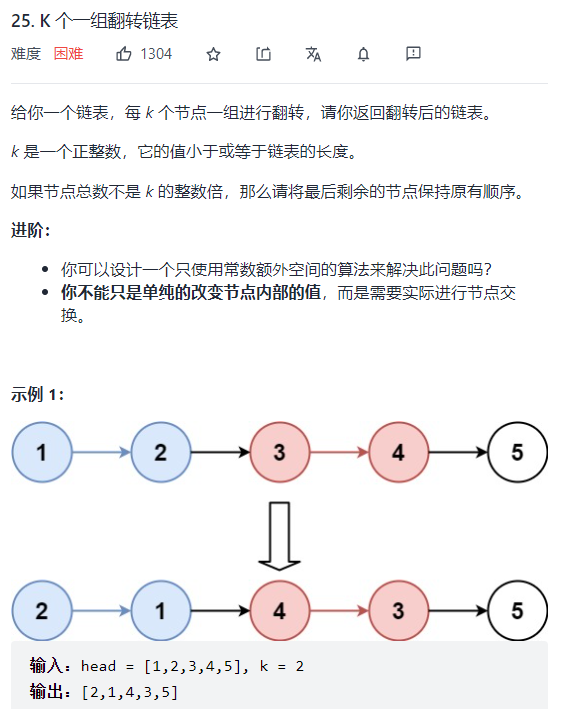 25. K 个一组翻转链表
难度 困难 1304
给你一个链表，每 k 个节点一组进行翻转，请你返回翻转后的链表。
k 是一个正整数，它的值小于或等于链表的长度。
如果节点总数不是 k 的整数倍，那么请将最后剩余的节点保持原有顺序。
进阶：
你可以设计一个只使用常数额外空间的算法来解决此问题吗？
你不能只是单纯的改变节点内部的值，而是需要实际进行节点交
换。
示例 1：
1 2 3 4 5
2 1 4 3 5
输入：head = [1,2,3,4,5], k = 2
输出：[2,1,4,3,5]